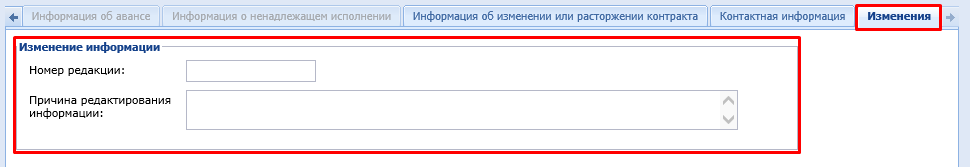 Информация об авансе Информация о ненадлежащем исполнении Информация об изменении или расторжении контракта Контактная информация Изменения
Изменение информации
Номер редакции:
Причина редактирования
информации: